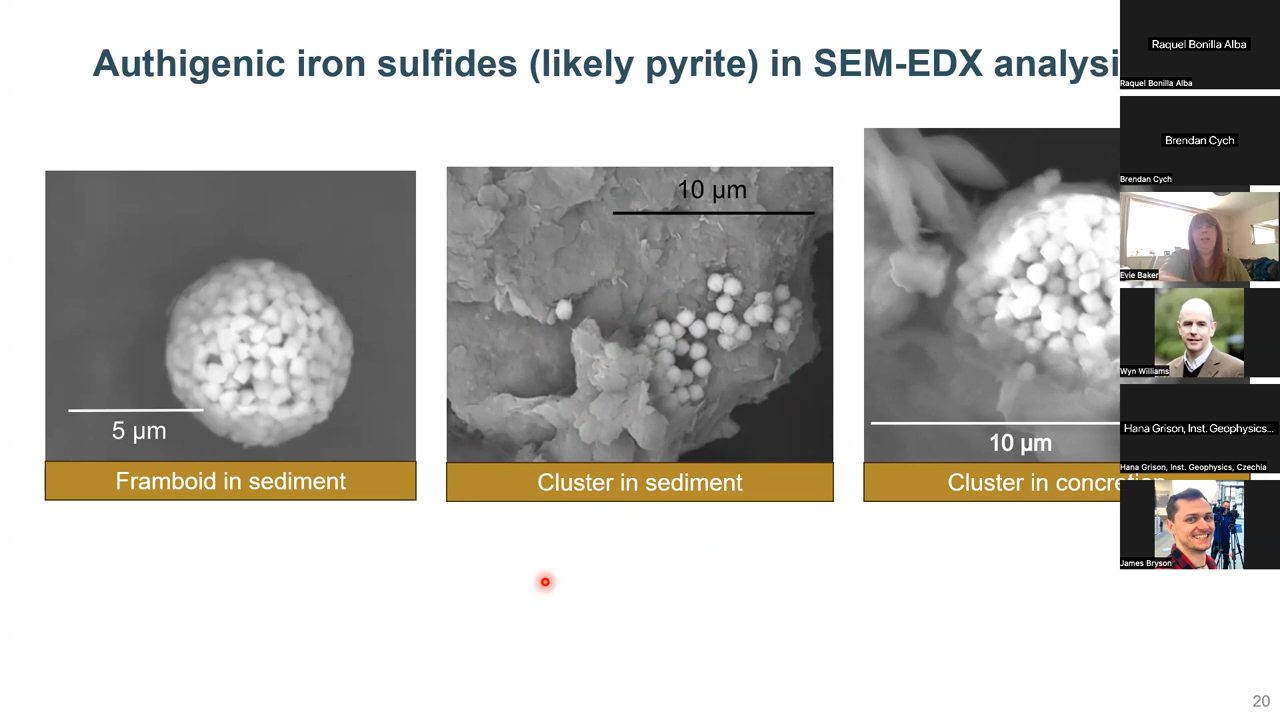 Authigenic iron sulfides (likely pyrite) in SEM-EDX analysi
5 µm
Framboid in sediment
10 µm
Cluster in sediment
10 µm
Cluster in concretion
Raquel Bonilla Alba
Raquel Bonilla Alba
Brendan Cych
Brendan Cych
Evie Baker
Wyn Williams
Hana Grison, Inst. Geophysics...
Hana Grison, Inst. Geophysics, Czechia
James Bryson
20